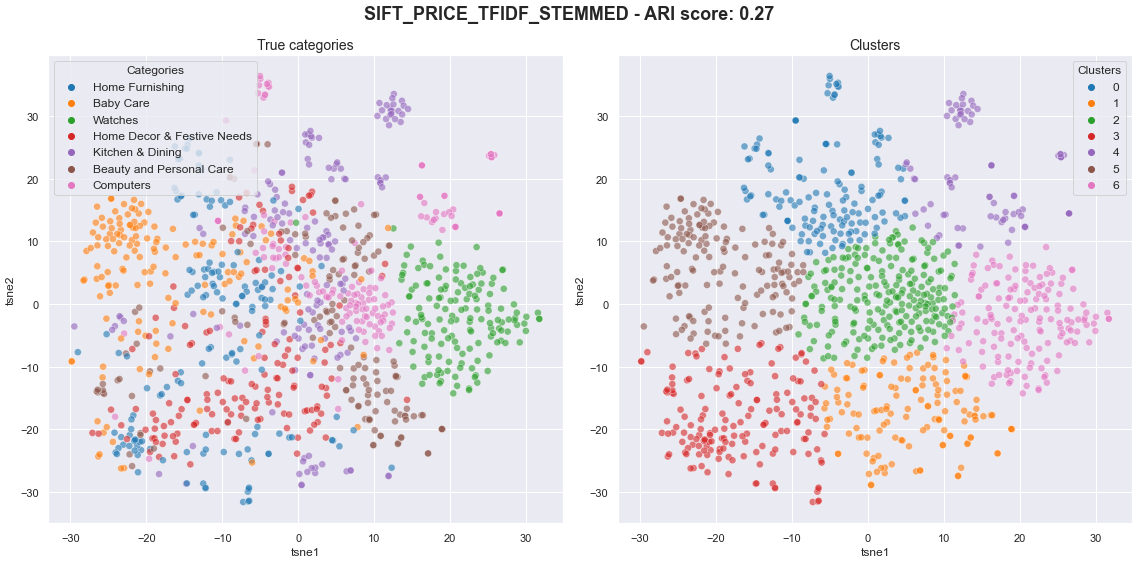 SIFT_PRICE_TFIDF_STEMMED - ARI score: 0.27
True categories
Categories
Home Furnishing
Baby Care
Watches
Home Decor & Festive Needs
Kitchen & Dining
Beauty and Personal Care
Computers
30
20
10
0
−10
−20
−30
tsne2
−30 −20 −10 0 10 20 30
tsne1
Clusters
Clusters
0
1
2
3
4
5
6
30
20
10
0
−10
−20
−30
tsne2
−30 −20 −10 0 10 20 30
tsne1